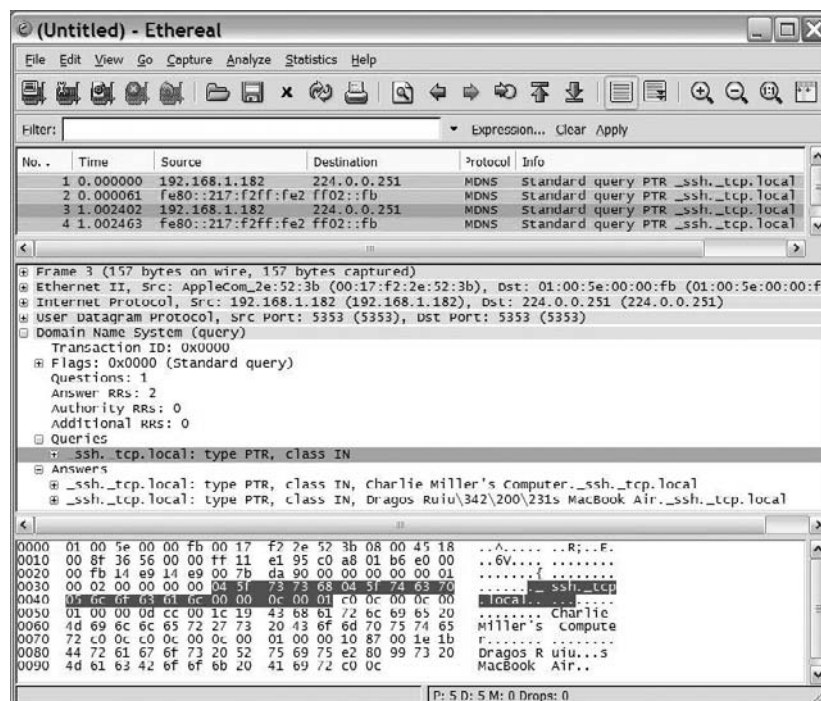 (Untitled) - Ethereal
File Edit View Go Capture Analyze Statistics Help
Filter: Expression... Clear Apply
No. . Time Source Destination Protocol Info
1 0.000000 192.168.1.182 224.0.0.251 MDNS Standard query PTR _ssh._tcp.local
2 0.000061 fe80::217:f2ff:fe2 ff02::fb MDNS Standard query PTR _ssh._tcp.local
3 1.002402 192.168.1.182 224.0.0.251 MDNS Standard query PTR _ssh._tcp.local
4 1.002463 fe80::217:f2ff:fe2 ff02::fb MDNS Standard query PTR _ssh._tcp.local
Frame 3 (157 bytes on wire, 157 bytes captured)
Ethernet II, Src: AppleCom_2e:52:3b (00:17:f2:2e:52:3b), Dst: 01:00:5e:00:00:fb (01:00:5e:00:00:f
Internet Protocol, Src: 192.168.1.182 (192.168.1.182), Dst: 224.0.0.251 (224.0.0.251)
User Datagram Protocol, Src Port: 5353 (5353), Dst Port: 5353 (5353)
Domain Name System (query)
Transaction ID: 0x0000
Flags: 0x0000 (Standard query)
Questions: 1
Answer RRs: 2
Authority RRs: 0
Additional RRs: 0
Queries
_ssh._tcp.local: type PTR, class IN
Answers
_ssh._tcp.local: type PTR, class IN, Charlie Miller's Computer._ssh._tcp.local
_ssh._tcp.local: type PTR, class IN, Dragos Ruiu\342\200\231s MacBook Air._ssh._tcp.local
0000 01 00 5e 00 00 fb 00 17 f2 2e 52 3b 08 00 45 18 ..^..... ..R;..E.
0010 00 8f 36 56 00 00 ff 11 e1 95 c0 a8 01 b6 e0 00 ..6V.... ........
0020 00 fb 14 e9 14 e9 00 7b da 90 00 00 00 00 00 01 .......{ ........
0030 00 02 00 00 00 00 04 5f 73 73 68 04 5f 74 63 70 ......._ ssh._tcp
0040 05 6c 6f 63 61 6c 00 00 0c 00 01 c0 0c 00 0c 00 .local.. ........
0050 01 00 00 0d cc 00 1c 19 43 68 61 72 6c 69 65 20 ........ Charlie
0060 4d 69 6c 6c 65 72 27 73 20 43 6f 6d 70 75 74 65 Miller's Compute
0070 72 c0 0c c0 0c 00 0c 00 01 00 00 10 87 00 1e 1b r....... ........
0080 44 72 61 67 6f 73 20 52 75 69 75 e2 80 99 73 20 Dragos R uiu...s
0090 4d 61 63 42 6f 6f 6b 20 41 69 72 c0 0c MacBook Air..
P: 5 D: 5 M: 0 Drops: 0